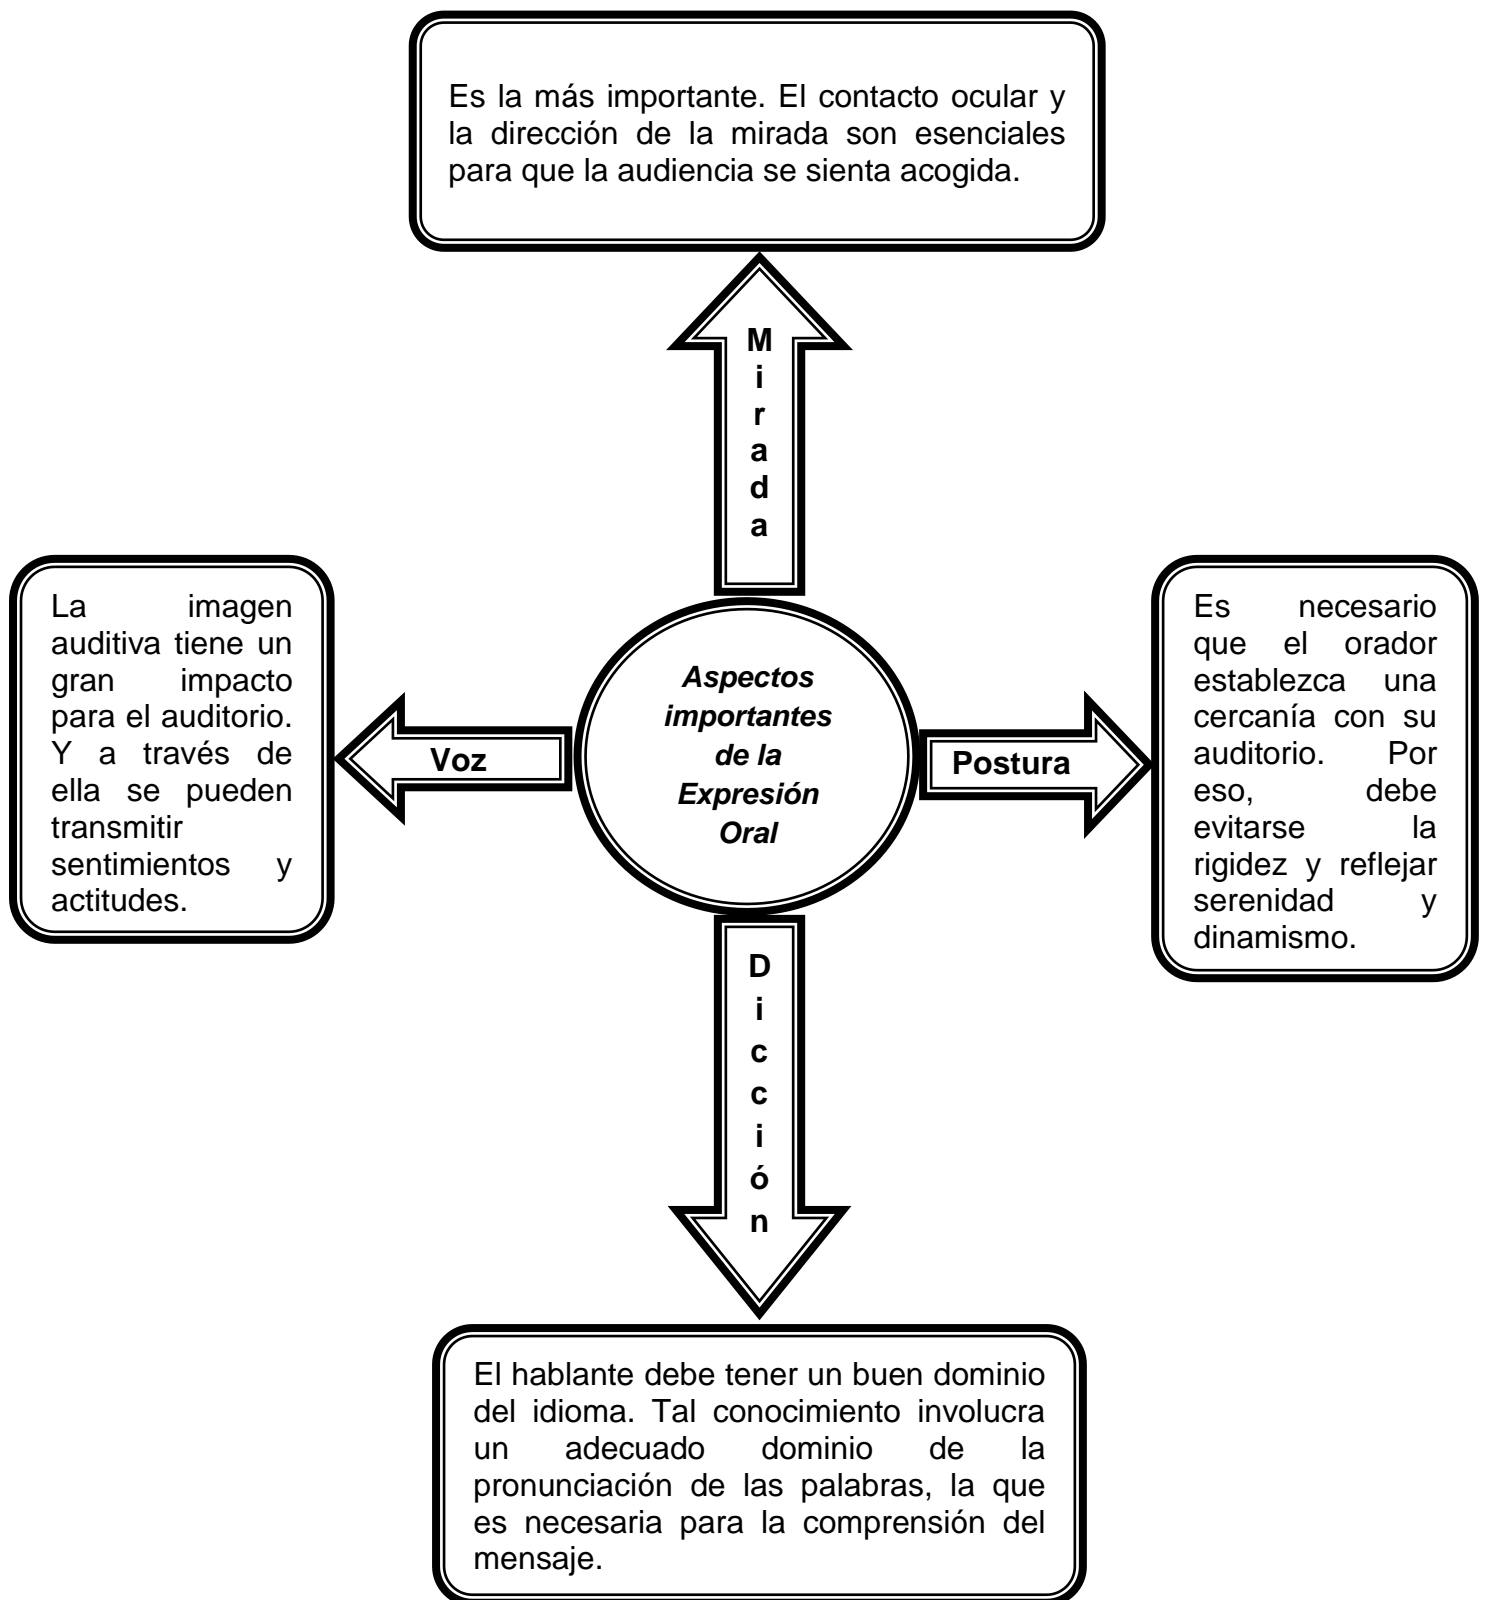 Es la más importante. El contacto ocular y
la dirección de la mirada son esenciales
para que la audiencia se sienta acogida.
M
i
r
a
d
a
La imagen
auditiva tiene un
gran impacto
para el auditorio.
Y a través de
ella se pueden
transmitir
sentimientos y
actitudes.
Voz
Aspectos
importantes
de la
Expresión
Oral
Postura
Es necesario
que el orador
establezca una
cercanía con su
auditorio. Por
eso, debe
evitarse la
rigidez y reflejar
serenidad y
dinamismo.
D
i
c
c
i
ó
n
El hablante debe tener un buen dominio
del idioma. Tal conocimiento involucra
un adecuado dominio de la
pronunciación de las palabras, la que
es necesaria para la comprensión del
mensaje.